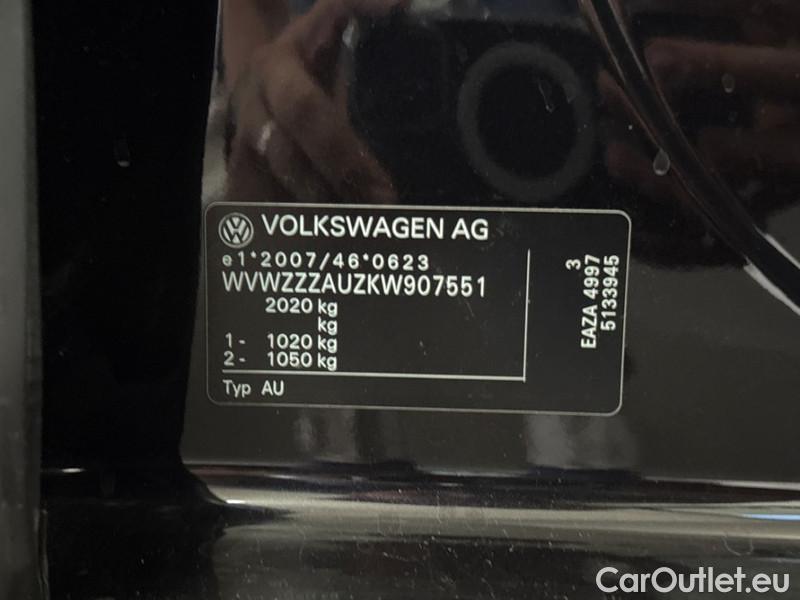 VOLKSWAGEN AG
e1*2007/46*0623
WVWZZZAUZKW907551
2020 kg
kg
1- 1020 kg
2- 1050 kg
Typ AU
3
EAZA 4997
5133945
CarOutlet.eu